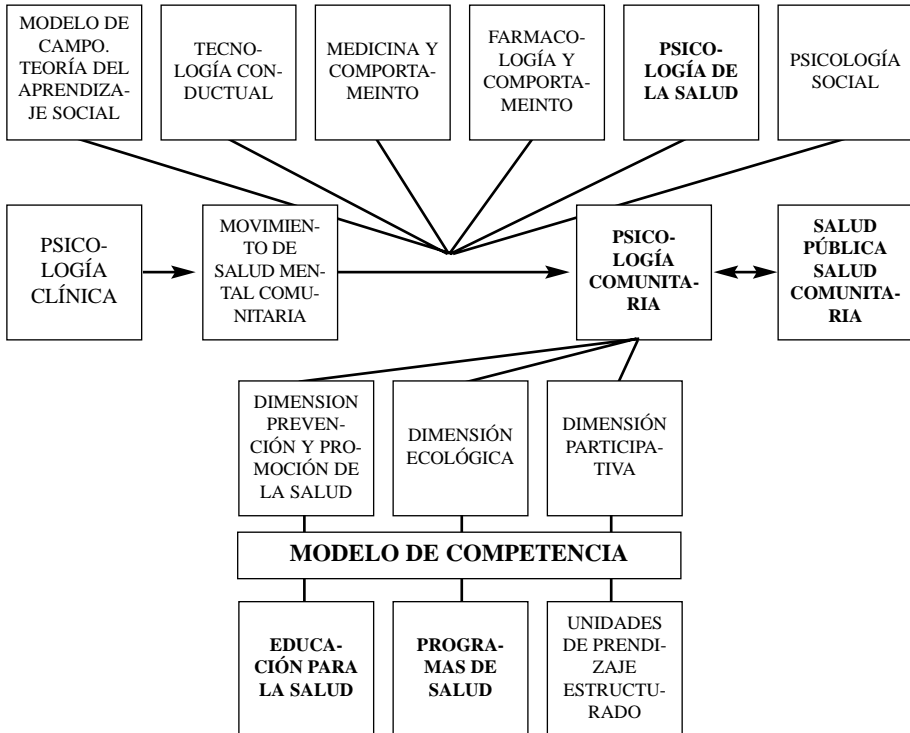 MODELO DE
CAMPO.
TEORÍA DEL
APRENDIZA-
JE SOCIAL
TECNO-
LOGÍA CON-
DUCTUAL
MEDICINA Y
COMPORTA-
MEINTO
FARMACO-
LOGÍA Y
COMPORTA-
MEINTO
PSICO-
LOGÍA DE
LA SALUD
PSICOLOGÍA
SOCIAL
PSICO-
LOGÍA
CLÍNICA
MOVIMIEN-
TO DE
SALUD MEN-
TAL COMU-
NITARIA
PSICO-
LOGÍA
COMUNITA-
RIA
SALUD
PÚBLICA
SALUD
COMUNITA-
RIA
DIMENSION
PREVEN-
CIÓN Y PRO-
MOCIÓN DE
LA SALUD
DIMENSIÓN
ECOLÓGICA
DIMENSIÓN
PARTICIPA-
TIVA
MODELO DE COMPETENCIA
EDUCA-
CIÓN PARA
LA SALUD
PROGRA-
MAS DE
SALUD
UNIDADES
DE PRENDI-
ZAJE
ESTRUCTU-
RADO